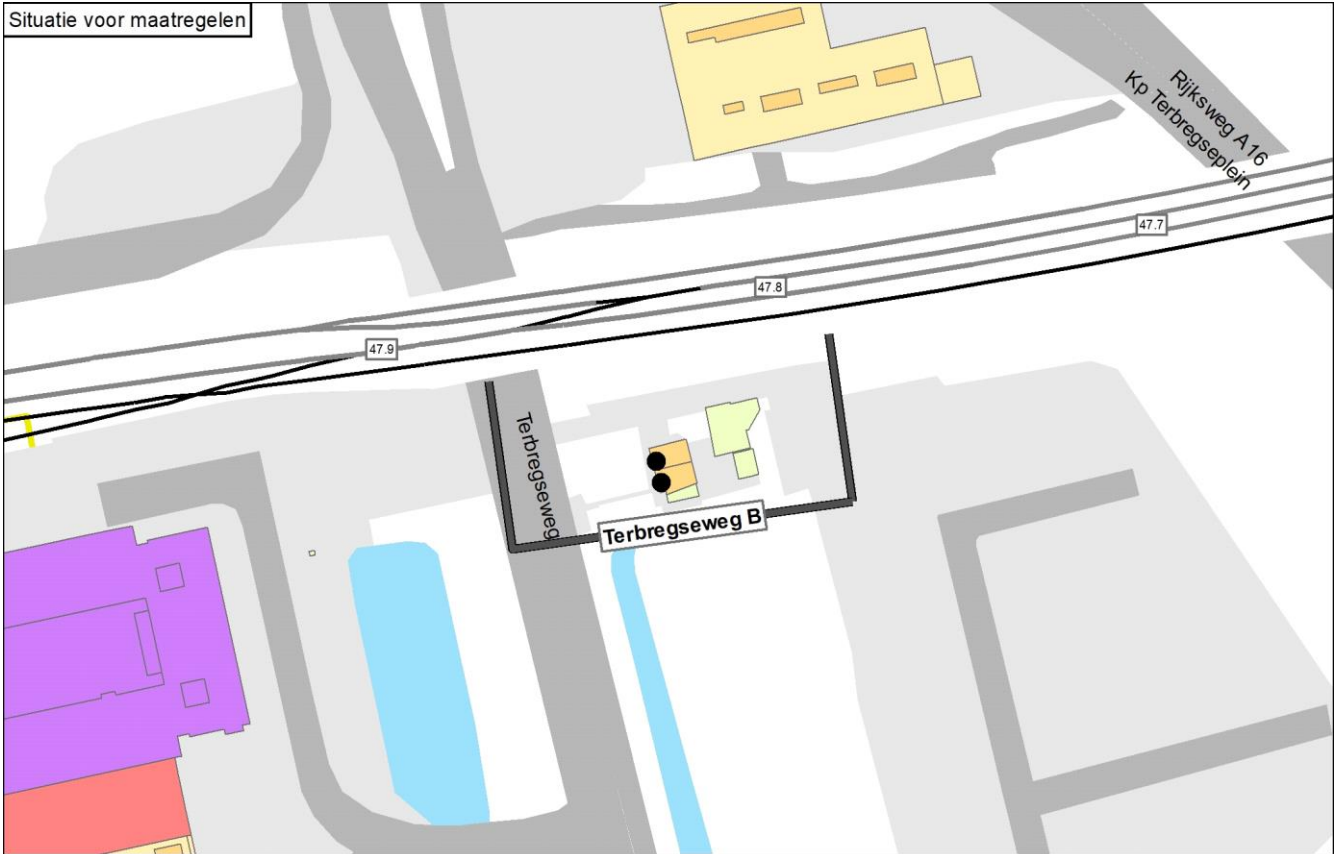 Situatie voor maatregelen
Rijksweg A16
Kp Terbregseplein
47.7
47.8
47.9
Terbregseweg
Terbregseweg B